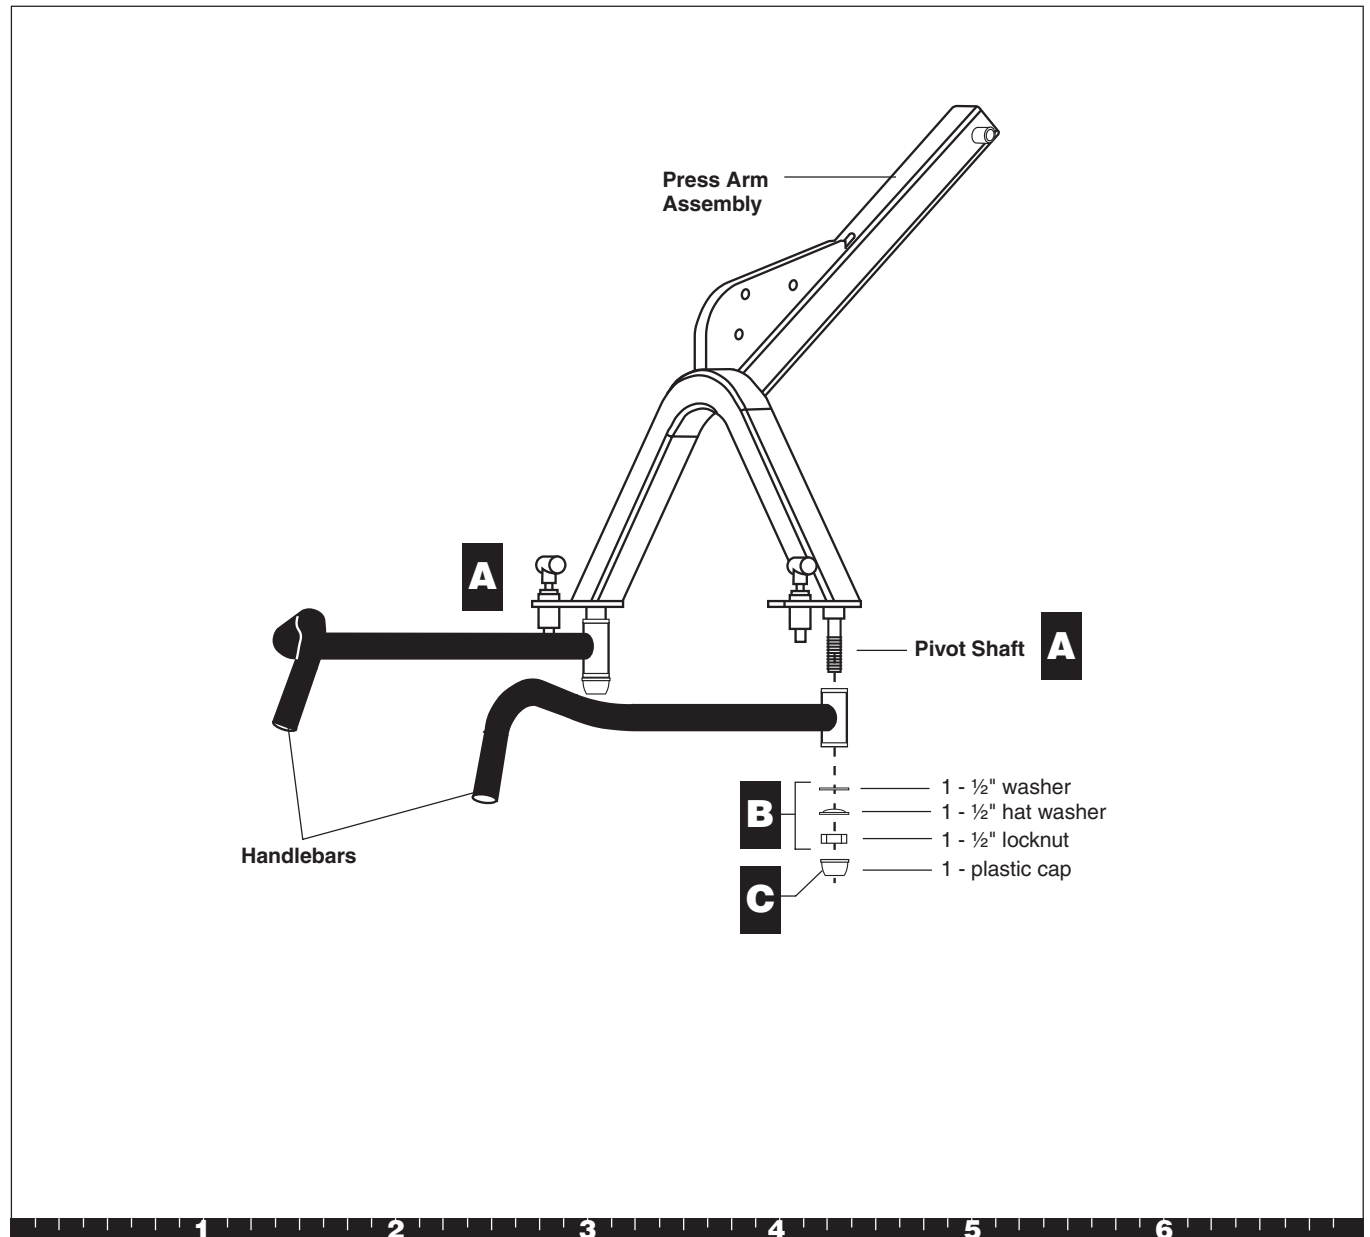 Press Arm
Assembly
A
Pivot Shaft
A
B
1 - ½" washer
1 - ½" hat washer
1 - ½" locknut
1 - plastic cap
C
Handlebars
1 2 3 4 5 6